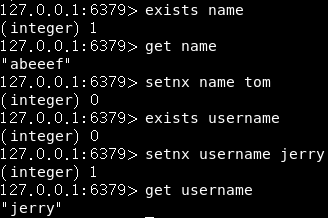 127.0.0.1:6379> exists name
(integer) 1
127.0.0.1:6379> get name
"abeeef"
127.0.0.1:6379> setnx name tom
(integer) 0
127.0.0.1:6379> exists username
(integer) 0
127.0.0.1:6379> setnx username jerry
(integer) 1
127.0.0.1:6379> get username
"jerry"